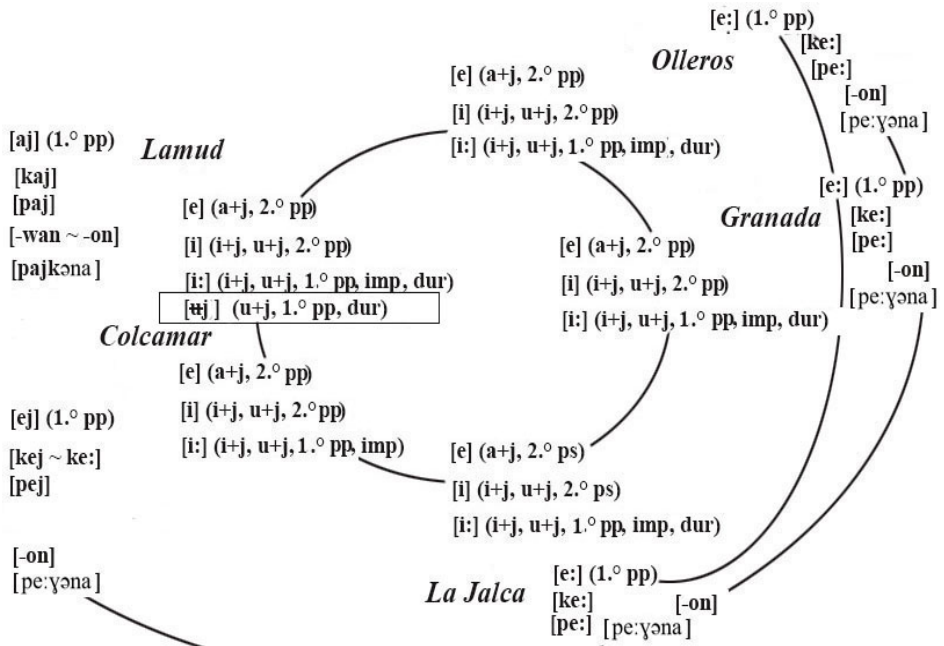 [e:] (1.º pp)
[ke:]
[pe:]
Olleros
[-on]
[pe:ɣəna]
[e] (a+j, 2.º pp)
[i] (i+j, u+j, 2.º pp)
[i:] (i+j, u+j, 1.º pp, imp, dur)
[aj] (1.º pp)
Lamud
[kaj]
[paj]
[-wan ~ -on]
[pajkəna]
[e] (a+j, 2.º pp)
[i] (i+j, u+j, 2.º pp)
[i:] (i+j, u+j, 1.º pp, imp, dur)
[ʉj] (u+j, 1.º pp, dur)
[e:] (1.º pp)
Granada
[ke:]
[pe:]
[-on]
[pe:ɣəna]
[e] (a+j, 2.º pp)
[i] (i+j, u+j, 2.º pp)
[i:] (i+j, u+j, 1.º pp, imp, dur)
Colcamar
[e] (a+j, 2.º pp)
[i] (i+j, u+j, 2.º pp)
[i:] (i+j, u+j, 1.º pp, imp)
[ej] (1.º pp)
[kej ~ ke:]
[pej]
[-on]
[pe:ɣəna]
[e] (a+j, 2.º ps)
[i] (i+j, u+j, 2.º ps)
[i:] (i+j, u+j, 1.º pp, imp, dur)
La Jalca
[e:] (1.º pp)
[ke:]
[-on]
[pe:]
[pe:ɣəna]